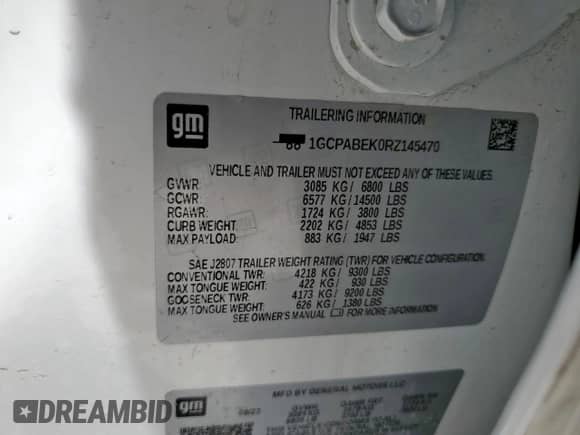 gm
TRAILERING INFORMATION
1GCPABEK0RZ145470
VEHICLE AND TRAILER MUST NOT EXCEED ANY OF THESE VALUES.
GVWR: 3085 KG/ 6800 LBS
GCWR: 6577 KG/14500 LBS
RGAWR: 1724 KG/ 3800 LBS
CURB WEIGHT: 2202 KG/ 4853 LBS
MAX PAYLOAD: 883 KG/ 1947 LBS
SAE J2807 TRAILER WEIGHT RATING (TWR) FOR VEHICLE CONFIGURATION.
CONVENTIONAL TWR: 4218 KG/ 9300 LBS
MAX TONGUE WEIGHT: 422 KG/ 930 LBS
GOOSENECK TWR: 4173 KG/ 9200 LBS
MAX TONGUE WEIGHT: 626 KG/ 1380 LBS
SEE OWNER'S MANUAL FOR MORE INFORMATION
MFD BY GENERAL MOTORS LLC
gm
DREAMBID